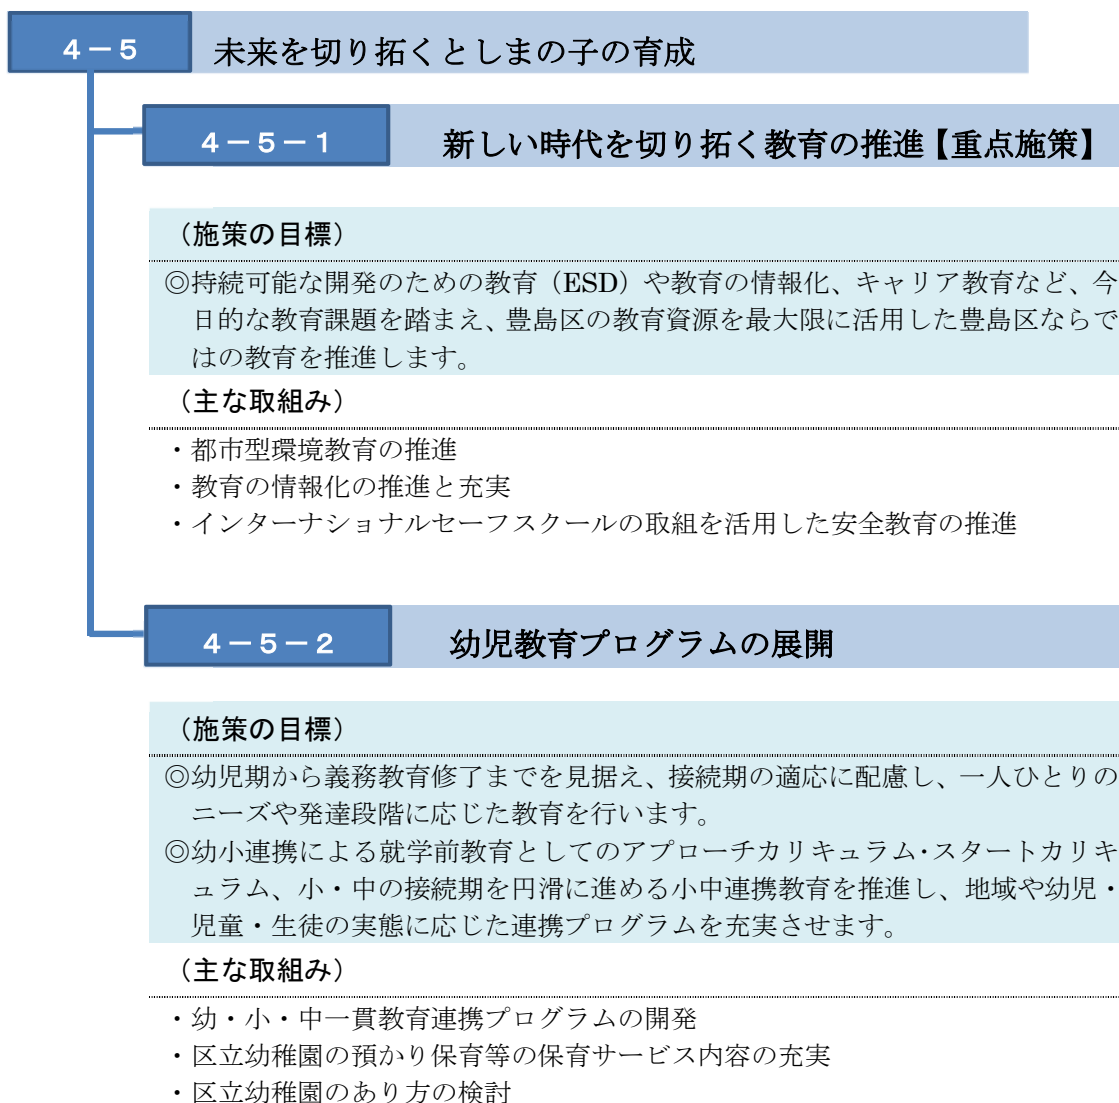 ４－５ 未来を切り拓くとしまの子の育成
４－５－１ 新しい時代を切り拓く教育の推進【重点施策】
（施策の目標）
◎持続可能な開発のための教育（ESD）や教育の情報化、キャリア教育など、今
日的な教育課題を踏まえ、豊島区の教育資源を最大限に活用した豊島区ならで
はの教育を推進します。
（主な取組み）
・都市型環境教育の推進
・教育の情報化の推進と充実
・インターナショナルセーフスクールの取組を活用した安全教育の推進
４－５－２ 幼児教育プログラムの展開
（施策の目標）
◎幼児期から義務教育修了までを見据え、接続期の適応に配慮し、一人ひとりの
ニーズや発達段階に応じた教育を行います。
◎幼小連携による就学前教育としてのアプローチカリキュラム・スタートカリキ
ュラム、小・中の接続期を円滑に進める小中連携教育を推進し、地域や幼児・
児童・生徒の実態に応じた連携プログラムを充実させます。
（主な取組み）
・幼・小・中一貫教育連携プログラムの開発
・区立幼稚園の預かり保育等の保育サービス内容の充実
・区立幼稚園のあり方の検討